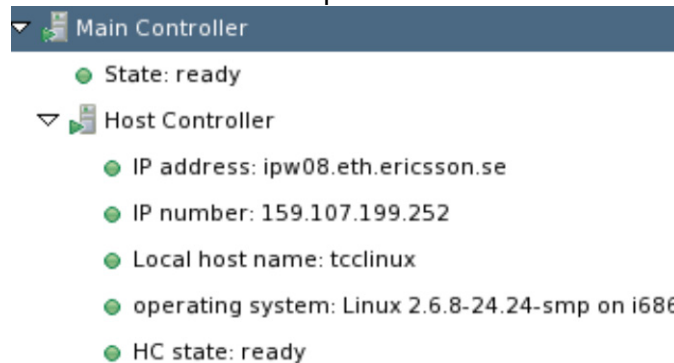 Main Controller
State: ready
Host Controller
IP address: ipw08.eth.ericsson.se
IP number: 159.107.199.252
Local host name: tcclinux
operating system: Linux 2.6.8-24.24-smp on i686
HC state: ready